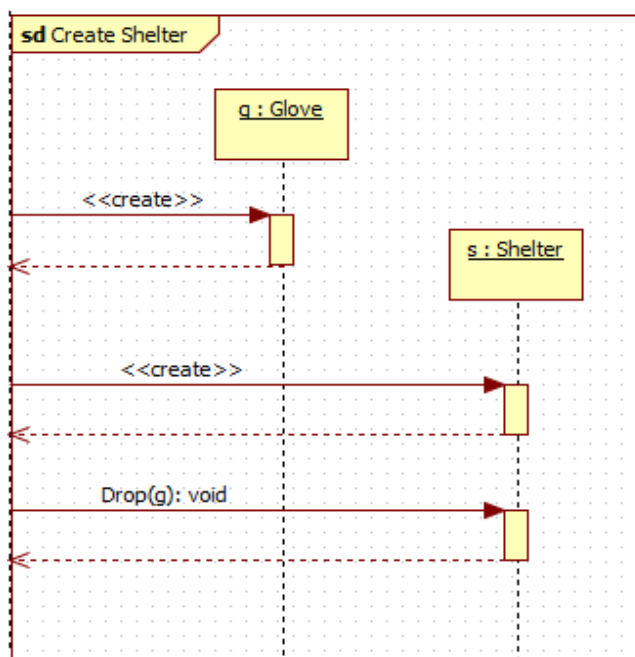 sd Create Shelter
g : Glove
<<create>>
s : Shelter
<<create>>
Drop(g): void